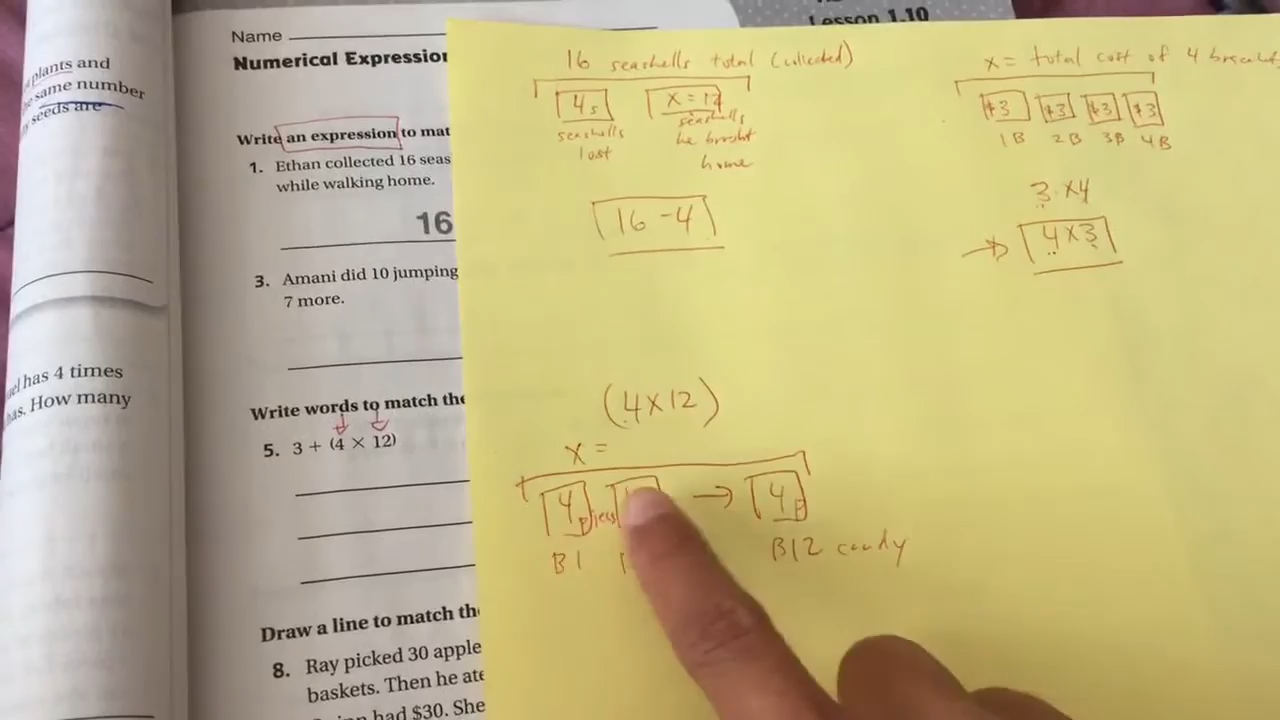 plants and
same number
seeds are
has 4 times
has. How many
Lesson 1.10
Name
Numerical Expression
Write an expression to mat
1. Ethan collected 16 seas
while walking home.
16
3. Amani did 10 jumping
7 more.
Write words to match the
5. 3 + (4 × 12)
Draw a line to match the
8. Ray picked 30 apple
baskets. Then he ate
had $30. She
16 seashells total (collected)
4s x = 12
seashells lost
seashells he brought home
16 - 4
x = total cost of 4
$3 $3 $3 $3
1B 2B 3B 4B
3 × 4
→ 4×3
(4×12)
x =
4 pieces → 4p
B1 B12 candy